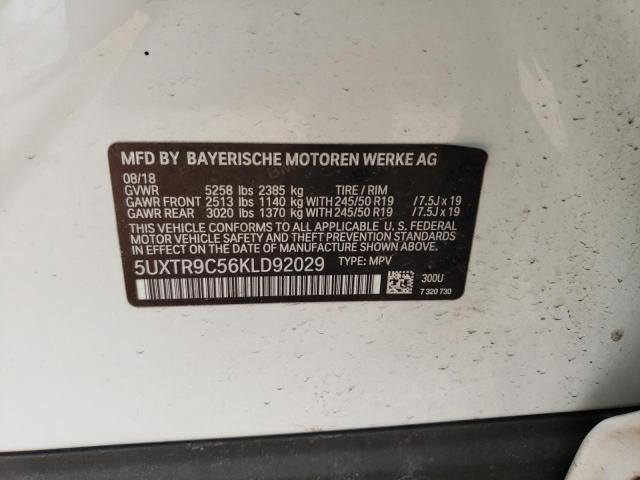 MFD BY BAYERISCHE MOTOREN WERKE AG
08/18
GVWR 5258 lbs 2385 kg TIRE / RIM
GAWR FRONT 2513 lbs 1140 kg WITH 245/50 R19 /7.5J x 19
GAWR REAR 3020 lbs 1370 kg WITH 245/50 R19 /7.5J x 19
THIS VEHICLE CONFORMS TO ALL APPLICABLE U. S. FEDERAL
MOTOR VEHICLE SAFETY, BUMPER, AND THEFT PREVENTION
STANDARDS IN EFFECT ON THE DATE OF MANUFACTURE SHOWN ABOVE.
5UXTR9C56KLD92029 TYPE: MPV
300U
7 320 730